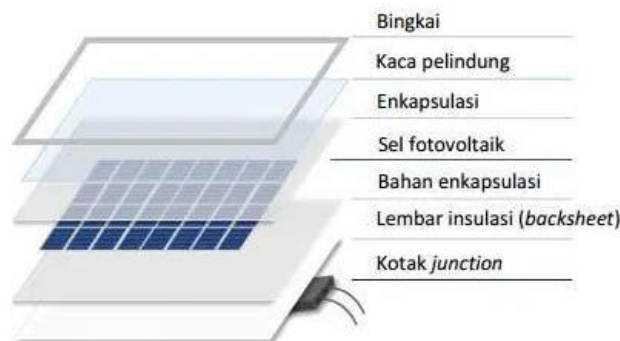 Bingkai
Kaca pelindung
Enkapsulasi
Sel fotovoltaik
Bahan enkapsulasi
Lembar insulasi (backsheet)
Kotak junction